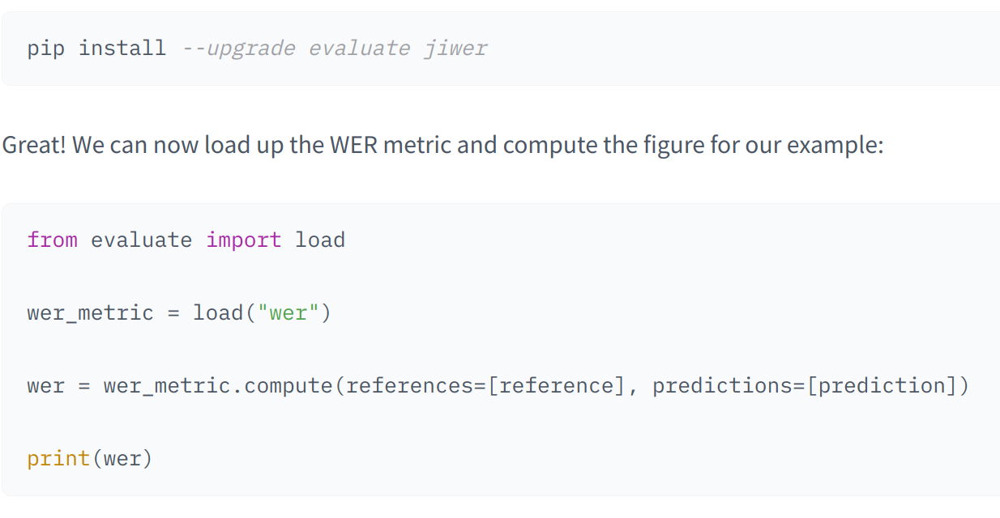 pip install --upgrade evaluate jiwer
Great! We can now load up the WER metric and compute the figure for our example:
from evaluate import load
wer_metric = load("wer")
wer = wer_metric.compute(references=[reference], predictions=[prediction])
print(wer)